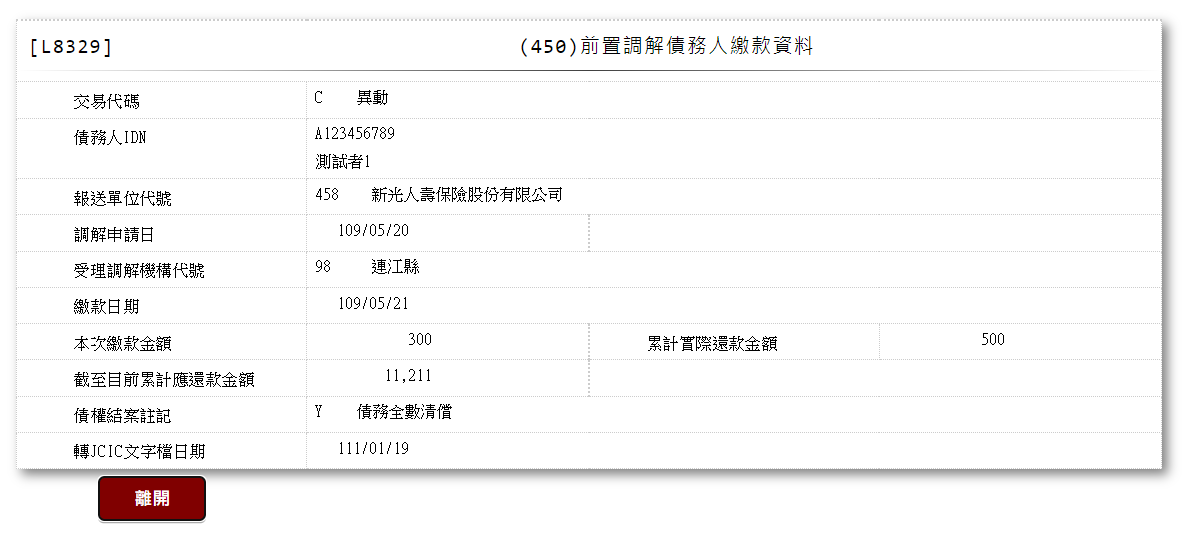 [L8329] (450)前置調解債務人繳款資料
交易代碼 C 異動
債務人IDN A123456789
測試者1
報送單位代號 458 新光人壽保險股份有限公司
調解申請日 109/05/20
受理調解機構代號 98 連江縣
繳款日期 109/05/21
本次繳款金額 300 累計實際還款金額 500
截至目前累計應還款金額 11,211
債權結案註記 Y 債務全數清償
轉JCIC文字檔日期 111/01/19
離開